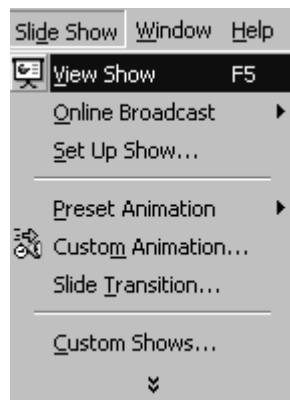 Slide Show Window Help
View Show F5
Online Broadcast
Set Up Show...
Preset Animation
Custom Animation...
Slide Transition...
Custom Shows...